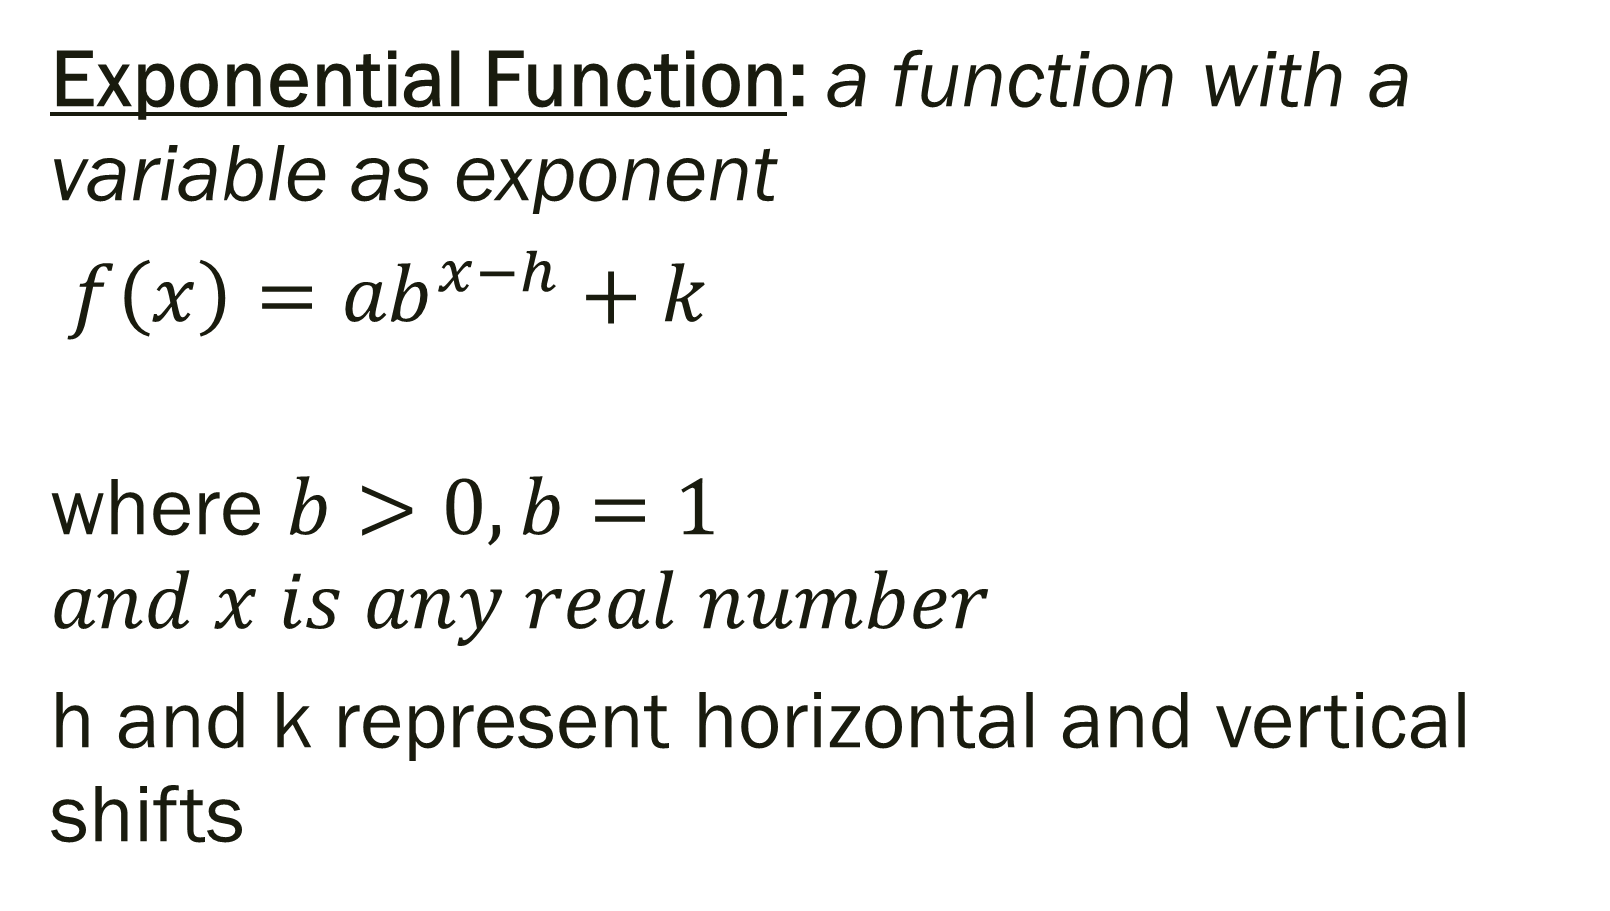 Exponential Function: a function with a
variable as exponent
f(x) = ab^{x−h} + k
where b > 0, b = 1
and x is any real number
h and k represent horizontal and vertical
shifts